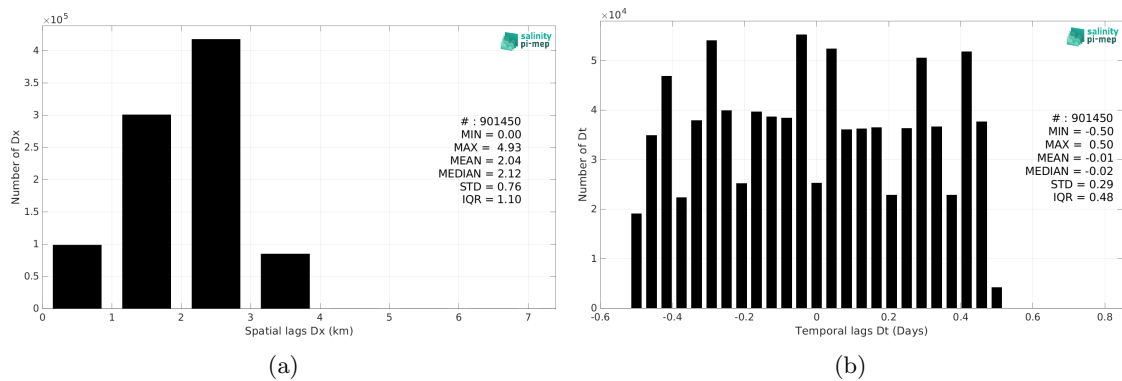 ×10⁵
4
3.5
3
2.5
2
1.5
1
0.5
0
Number of Dx
salinity
pi-mep
# : 901450
MIN = 0.00
MAX = 4.93
MEAN = 2.04
MEDIAN = 2.12
STD = 0.76
IQR = 1.10
0 1 2 3 4 5 6 7
Spatial lags Dx (km)
(a)
×10⁴
5
4
3
2
1
0
Number of Dt
salinity
pi-mep
# : 901450
MIN = -0.50
MAX = 0.50
MEAN = -0.01
MEDIAN = -0.02
STD = 0.29
IQR = 0.48
-0.6 -0.4 -0.2 0 0.2 0.4 0.6 0.8
Temporal lags Dt (Days)
(b)